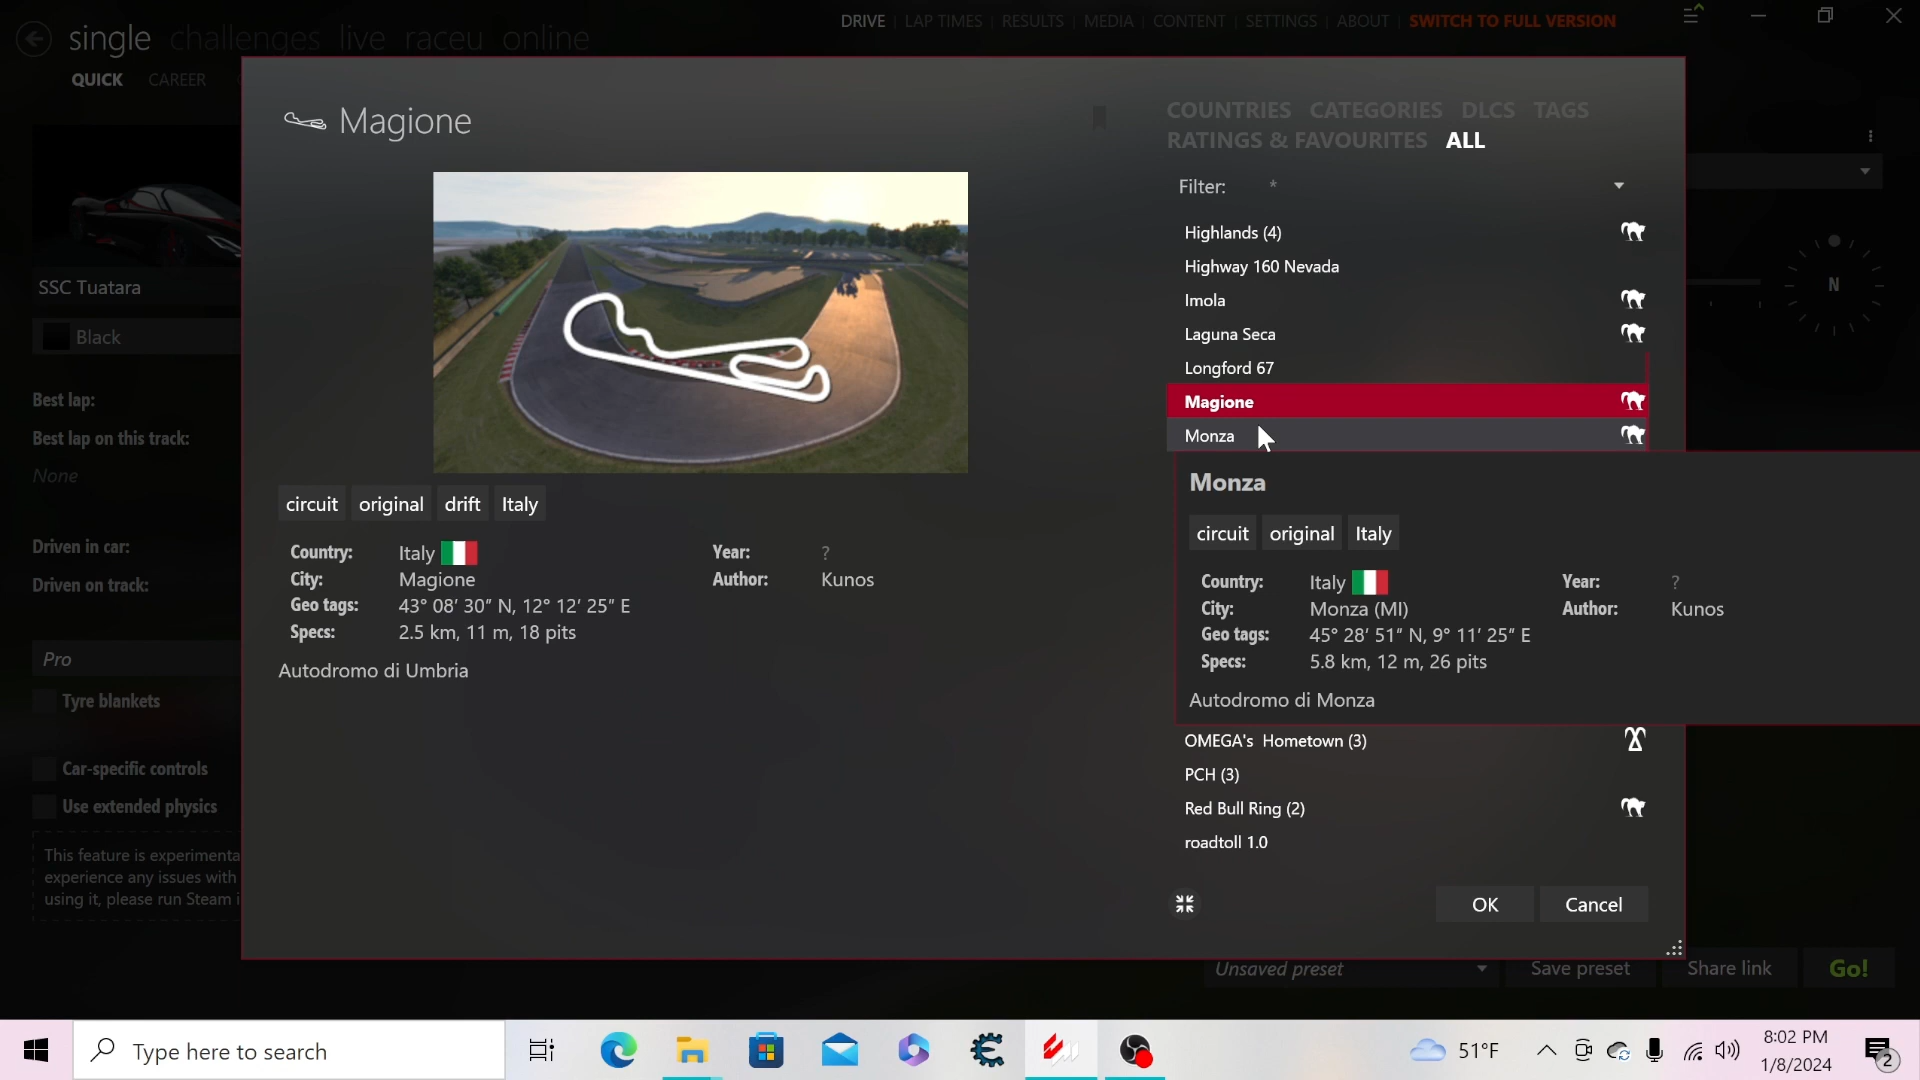 single challenges live raceu online
DRIVE LAP TIMES RESULTS MEDIA CONTENT SETTINGS ABOUT SWITCH TO FULL VERSION
QUICK CAREER
SSC Tuatara
Black
Best lap:
Best lap on this track:
None
Driven in car:
Driven on track:
Pro
Tyre blankets
Car-specific controls
Use extended physics
This feature is experimenta
experience any issues with
using it, please run Steam i
Magione
circuit original drift Italy
Country: Italy
City: Magione
Geo tags: 43° 08′ 30″ N, 12° 12′ 25″ E
Specs: 2.5 km, 11 m, 18 pits
Year: ?
Author: Kunos
Autodromo di Umbria
COUNTRIES CATEGORIES DLCS TAGS
RATINGS & FAVOURITES ALL
Filter: *
Highlands (4)
Highway 160 Nevada
Imola
Laguna Seca
Longford 67
Magione
Monza
Monza
circuit original Italy
Country: Italy
City: Monza (MI)
Geo tags: 45° 28′ 51″ N, 9° 11′ 25″ E
Specs: 5.8 km, 12 m, 26 pits
Year: ?
Author: Kunos
Autodromo di Monza
OMEGA's Hometown (3)
PCH (3)
Red Bull Ring (2)
roadtoll 1.0
OK Cancel
N
Unsaved preset Save preset Share link Go!
Type here to search
51°F
8:02 PM
1/8/2024
2